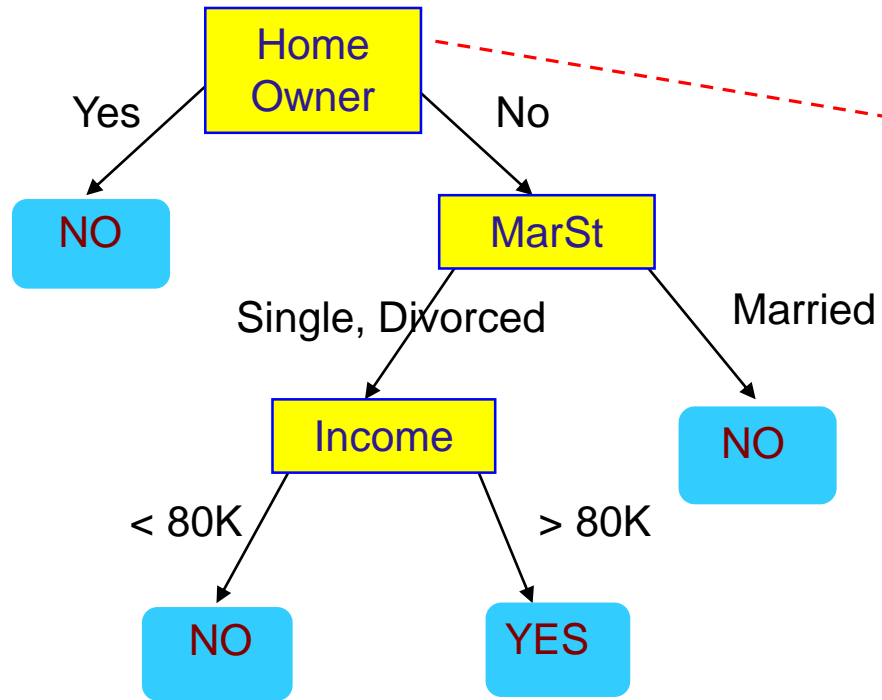 Home
Owner
Yes
No
NO
MarSt
Single, Divorced
Married
Income
NO
< 80K
> 80K
NO
YES